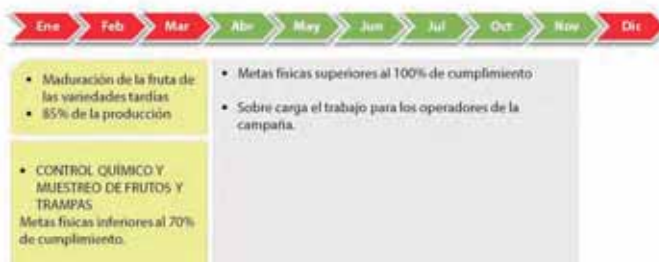 Ene Feb Mar Abr May Jun Jul Oct Nov Dic
• Maduración de la fruta de
las variedades tardías
• 85% de la producción
• Metas físicas superiores al 100% de cumplimiento
• Sobre carga el trabajo para los operadores de la
campaña.
• CONTROL QUÍMICO Y
MUESTREO DE FRUTOS Y
TRAMPAS
Metas físicas inferiores al 70%
de cumplimiento.